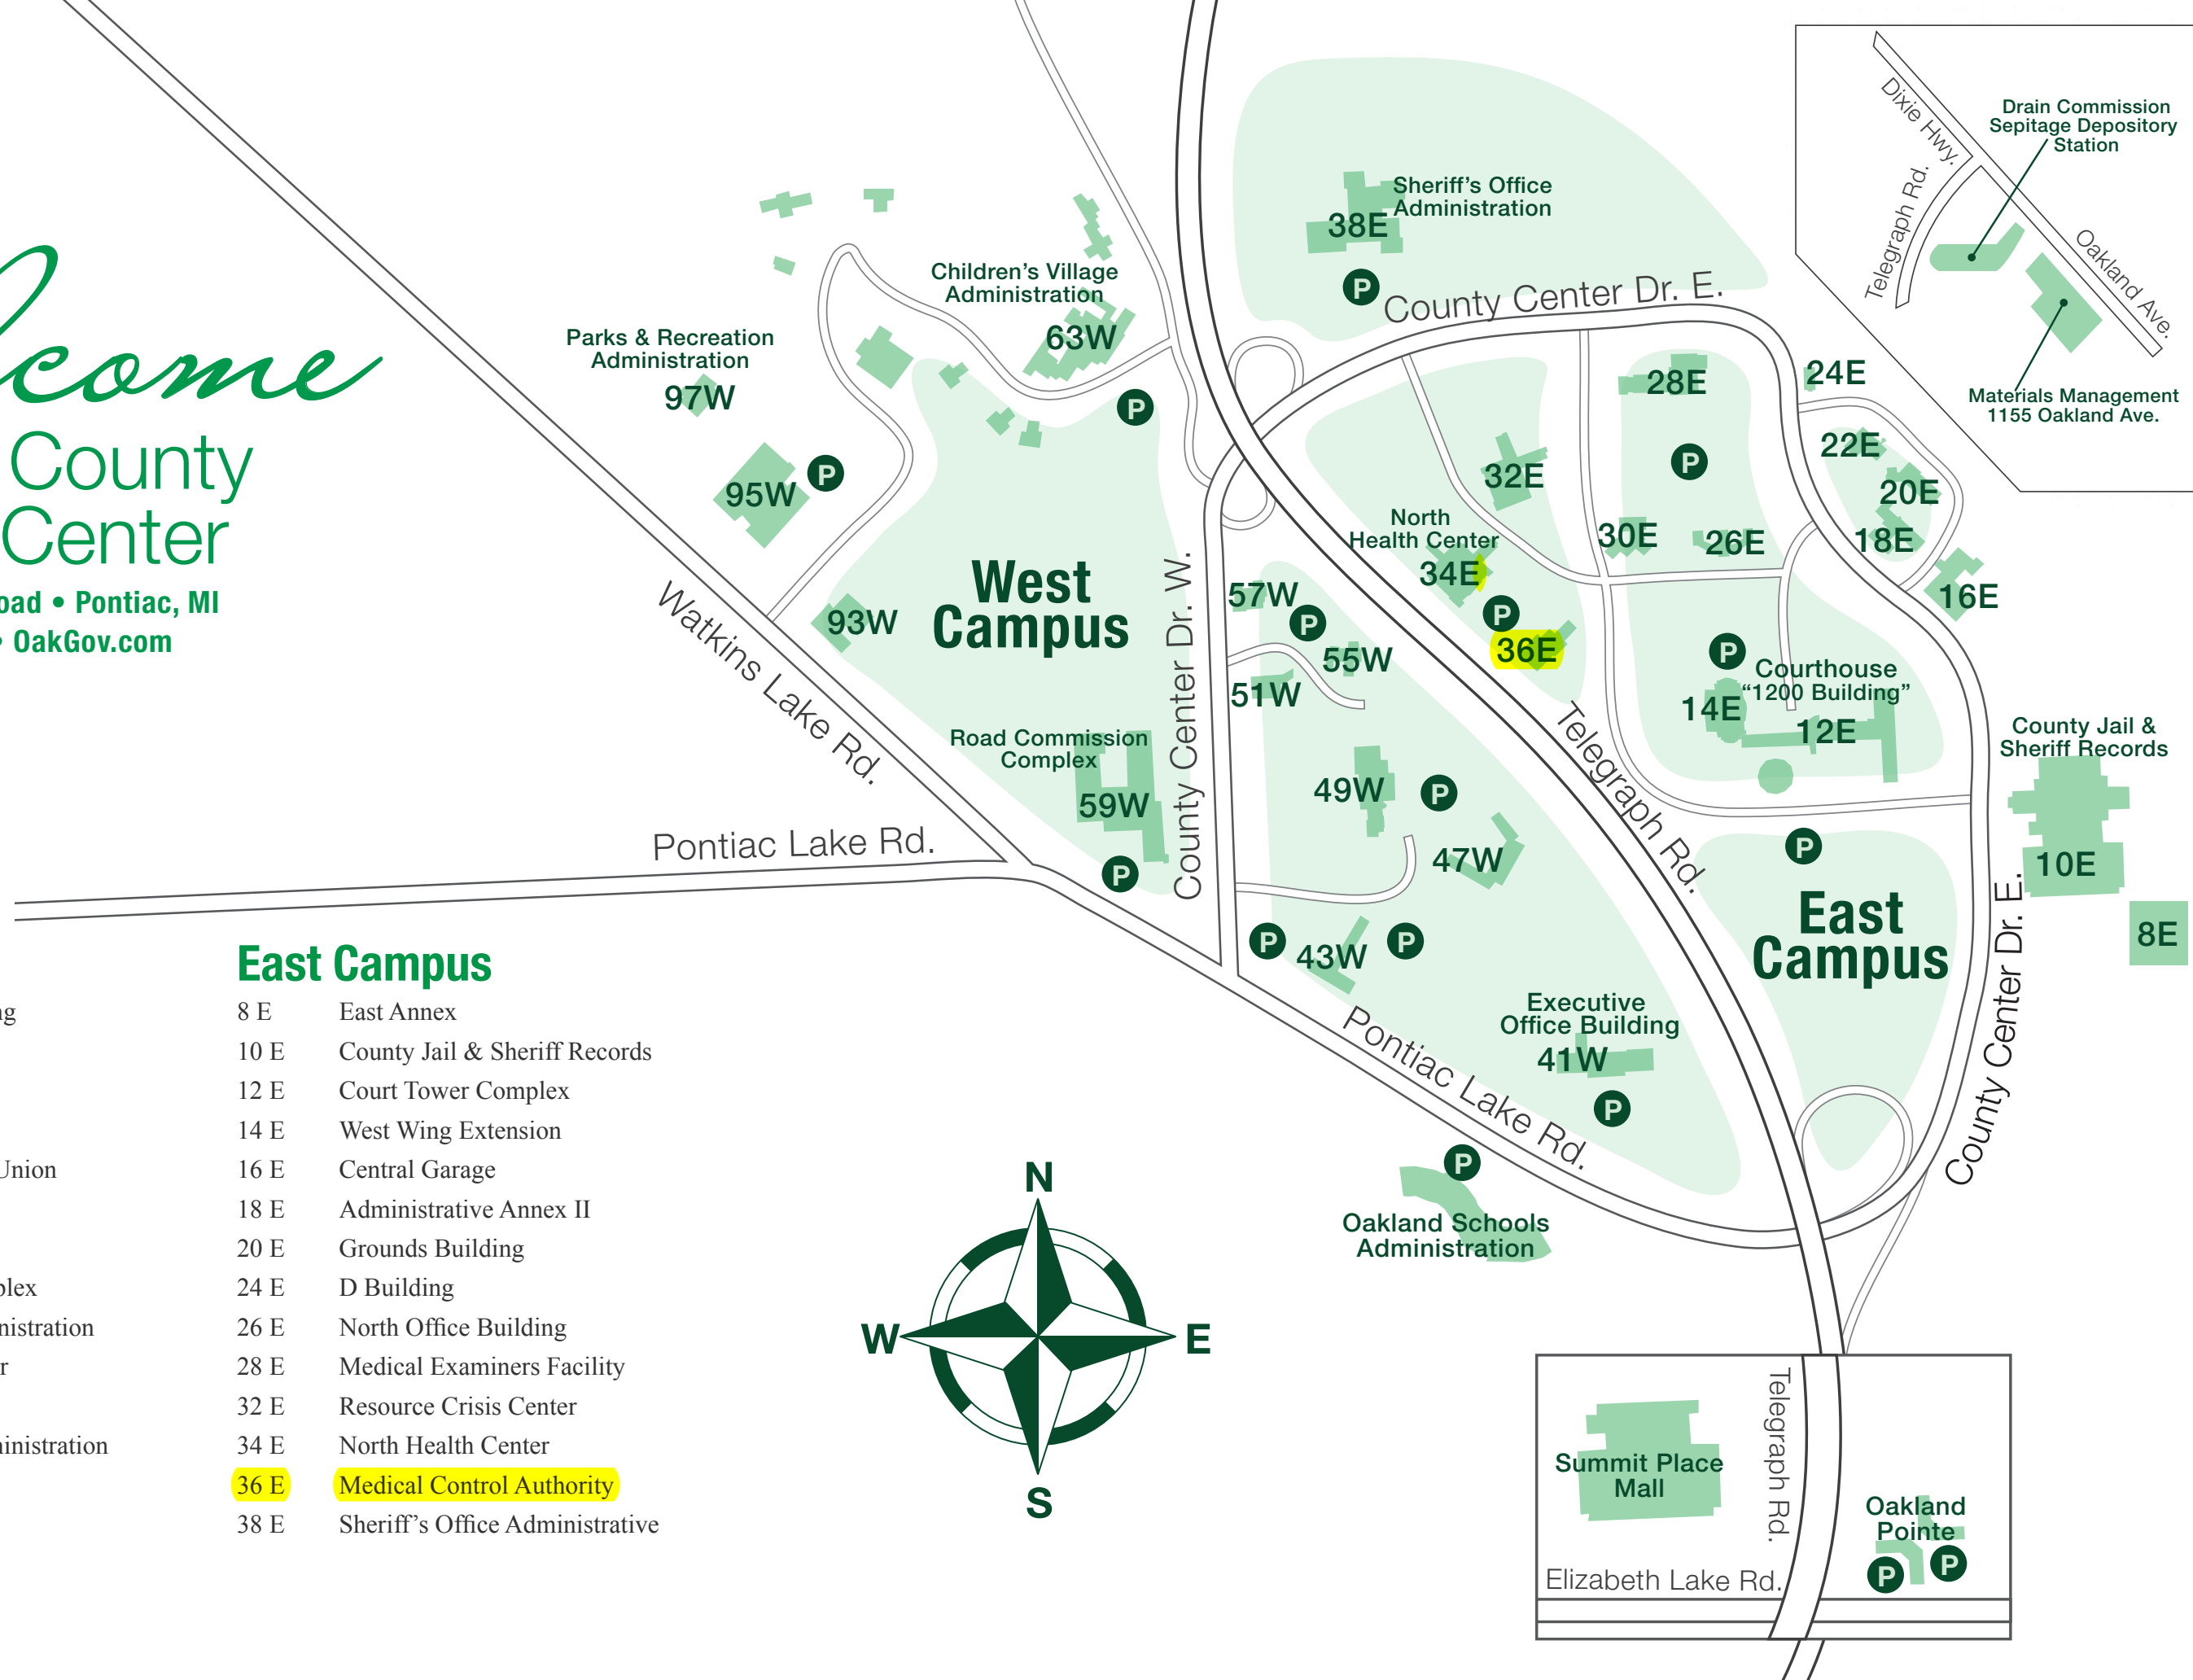 come
County
Center
oad • Pontiac, MI
• OakGov.com
Sheriff's Office
Administration
38E
P
County Center Dr. E.
Dixie Hwy.
Telegraph Rd.
Oakland Ave.
Drain Commission
Sepitage Depository
Station
Materials Management
1155 Oakland Ave.
Children's Village
Administration
63W
P
Parks & Recreation
Administration
97W
95W
P
93W
West
Campus
Watkins Lake Rd.
Pontiac Lake Rd.
Road Commission
Complex
59W
P
County Center Dr. W.
28E
P
24E
22E
20E
18E
16E
32E
30E
26E
North
Health Center
34E
P
36E
57W
P
55W
51W
49W
P
47W
P
43W
P
Telegraph Rd.
P
Courthouse
"1200 Building"
14E
12E
County Jail &
Sheriff Records
10E
8E
P
East
Campus
County Center Dr. E.
Executive
Office Building
41W
P
Pontiac Lake Rd.
P
Oakland Schools
Administration
Summit Place
Mall
Telegraph Rd.
Oakland
Pointe
P
P
Elizabeth Lake Rd.
N
W
E
S
ng
Union
plex
nistration
r
ninistration
East Campus
8 E East Annex
10 E County Jail & Sheriff Records
12 E Court Tower Complex
14 E West Wing Extension
16 E Central Garage
18 E Administrative Annex II
20 E Grounds Building
24 E D Building
26 E North Office Building
28 E Medical Examiners Facility
32 E Resource Crisis Center
34 E North Health Center
36 E Medical Control Authority
38 E Sheriff's Office Administrative